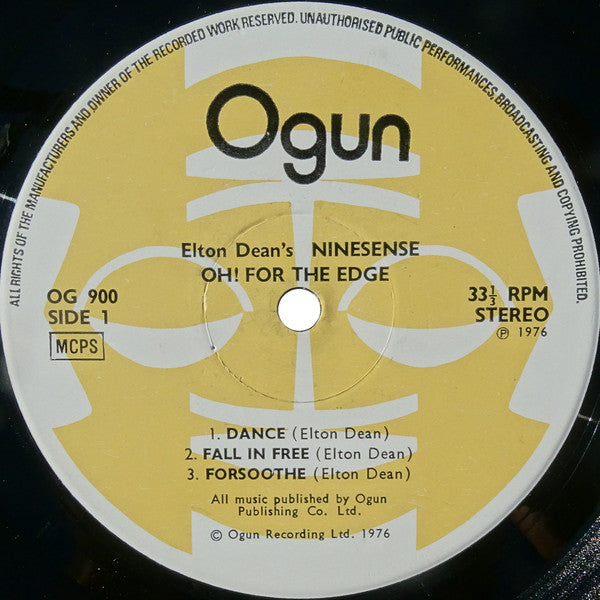 ALL RIGHTS OF THE MANUFACTURERS AND OWNER OF THE RECORDED WORK RESERVED. UNAUTHORISED PUBLIC PERFORMANCES, BROADCASTING AND COPYING PROHIBITED.
Ogun
Elton Dean's NINESENSE
OH! FOR THE EDGE
OG 900
SIDE 1
MCPS
33⅓ RPM
STEREO
℗ 1976
1. DANCE (Elton Dean)
2. FALL IN FREE (Elton Dean)
3. FORSOOTHE (Elton Dean)
All music published by Ogun
Publishing Co. Ltd.
© Ogun Recording Ltd. 1976